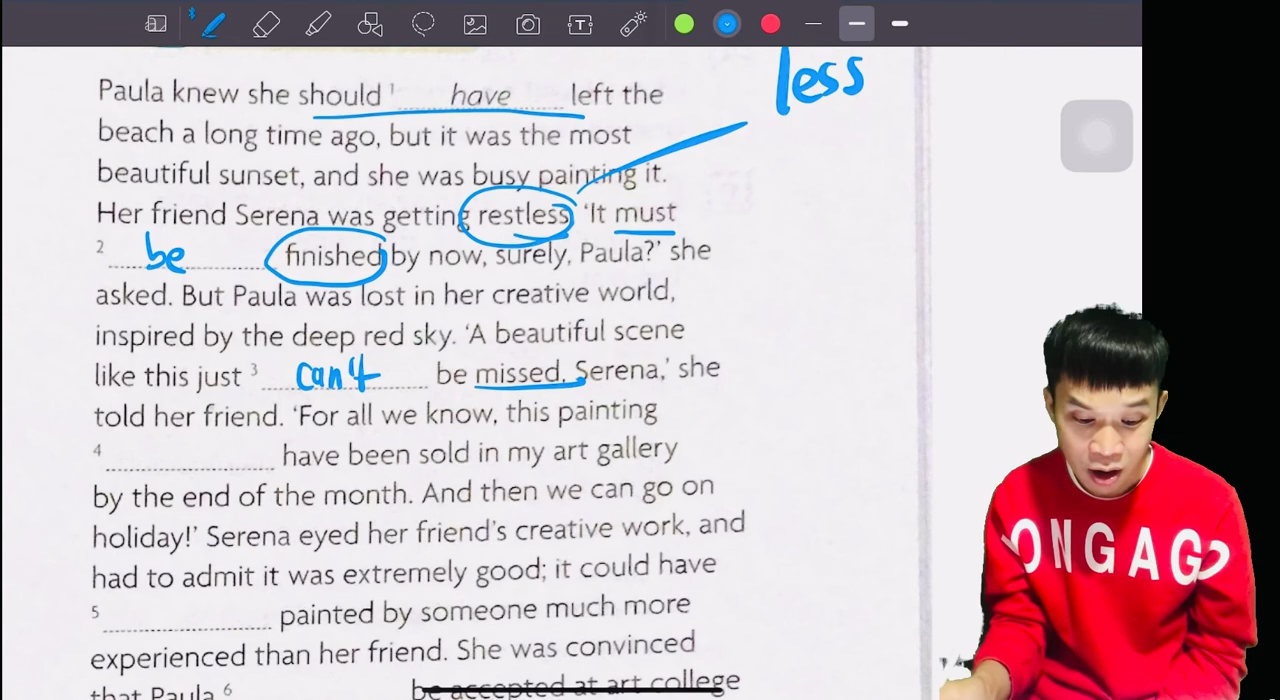 less
Paula knew she should 1 have left the
beach a long time ago, but it was the most
beautiful sunset, and she was busy painting it.
Her friend Serena was getting restless. 'It must
2 be finished by now, surely, Paula?' she
asked. But Paula was lost in her creative world,
inspired by the deep red sky. 'A beautiful scene
like this just 3 can't be missed, Serena,' she
told her friend. 'For all we know, this painting
4 have been sold in my art gallery
by the end of the month. And then we can go on
holiday!' Serena eyed her friend's creative work, and
had to admit it was extremely good; it could have
5 painted by someone much more
experienced than her friend. She was convinced
that Paula 6 be accepted at art college
ONGAG